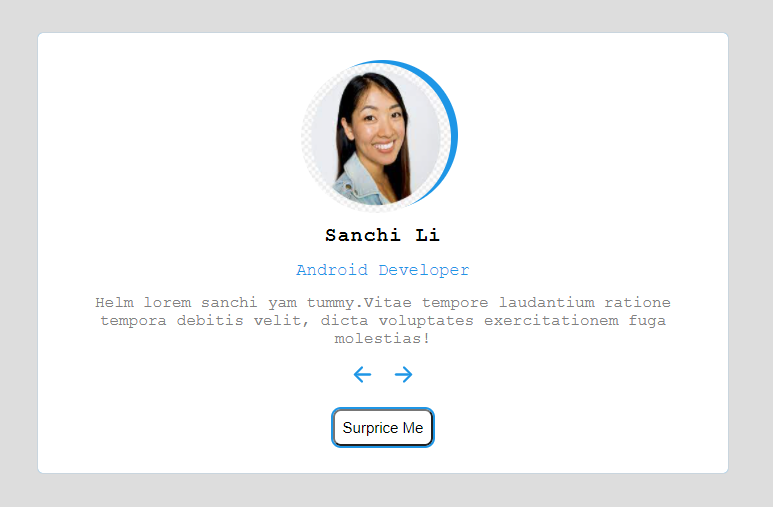 Sanchi Li
Android Developer
Helm lorem sanchi yam tummy.Vitae tempore laudantium ratione
tempora debitis velit, dicta voluptates exercitationem fuga
molestias!
Surprice Me